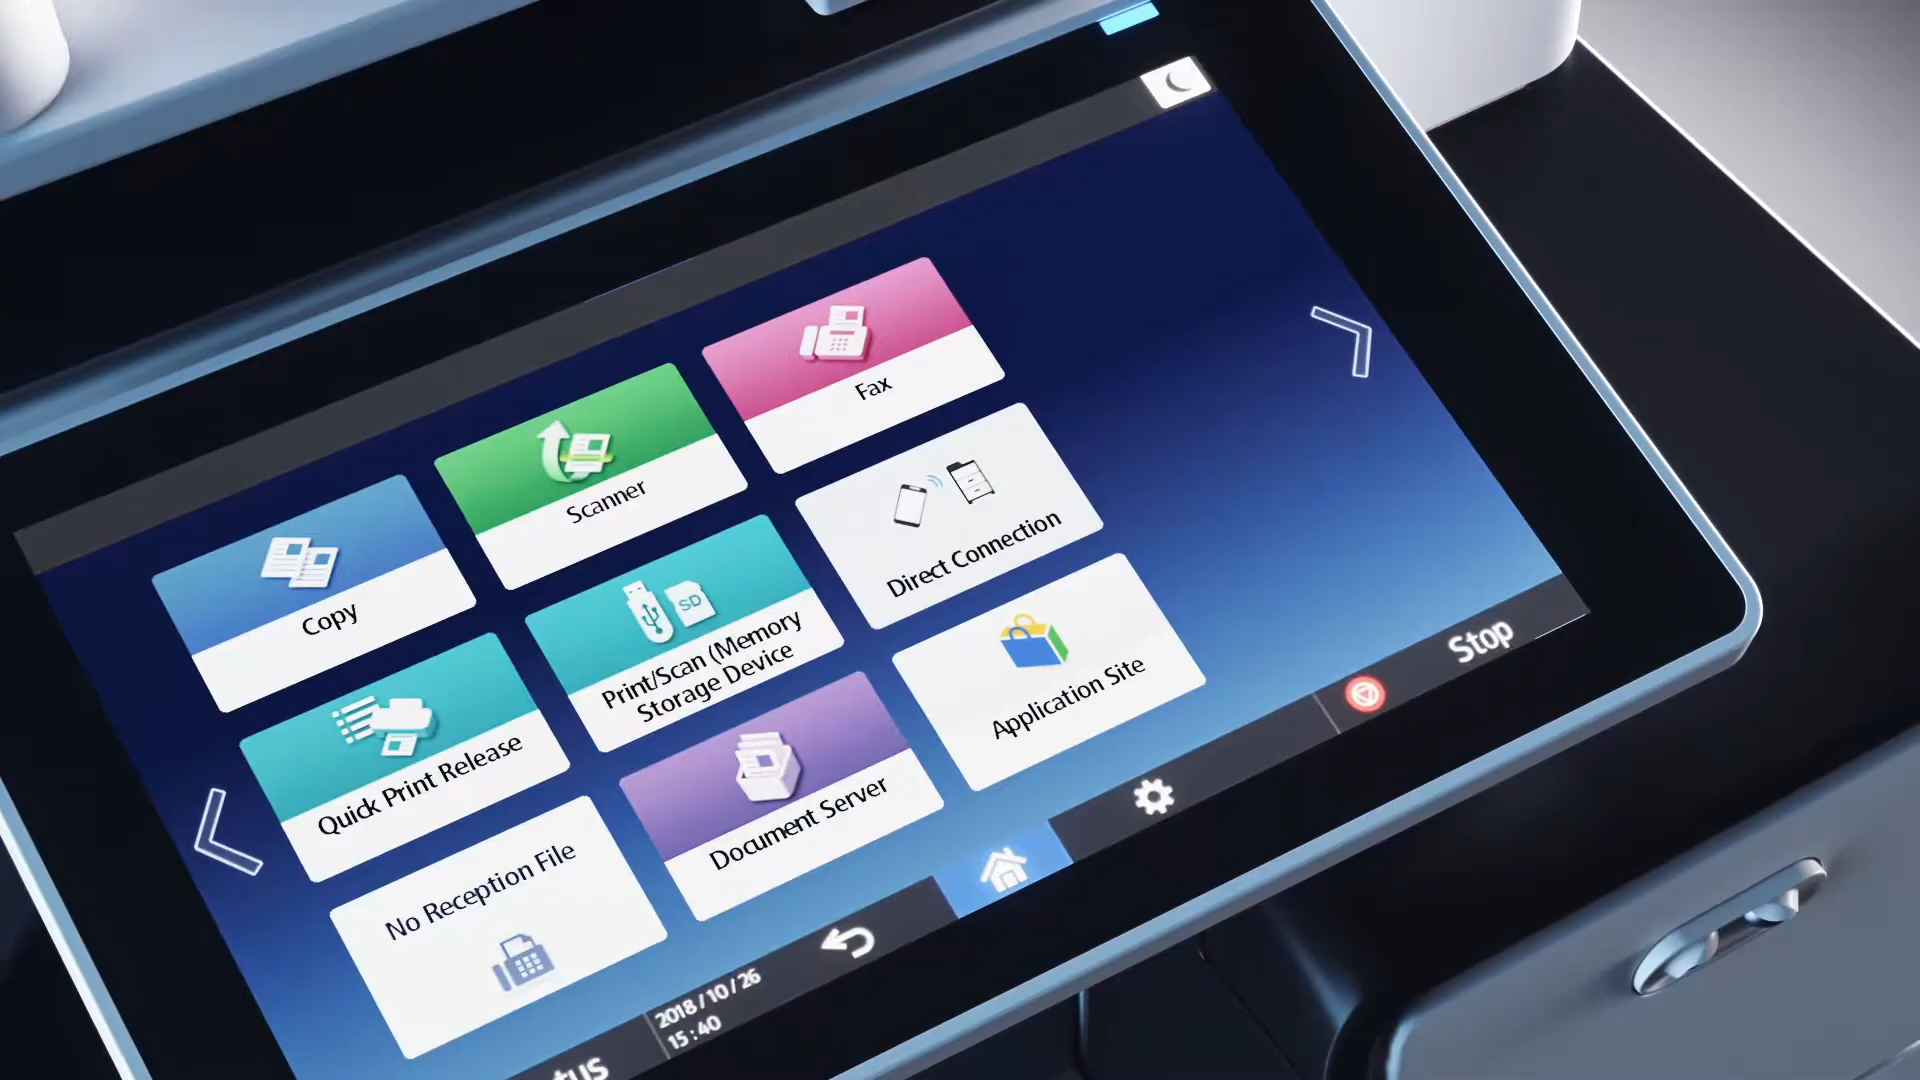 Copy
Scanner
Fax
Quick Print Release
SD
Print/Scan (Memory
Storage Device
Direct Connection
No Reception File
Document Server
Application Site
2018 / 10 / 26
15 : 40
Stop